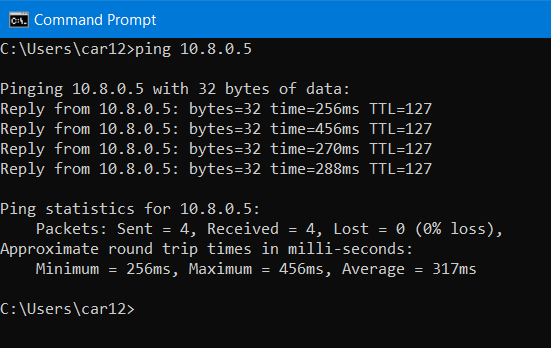 Command Prompt
C:\Users\car12>ping 10.8.0.5
Pinging 10.8.0.5 with 32 bytes of data:
Reply from 10.8.0.5: bytes=32 time=256ms TTL=127
Reply from 10.8.0.5: bytes=32 time=456ms TTL=127
Reply from 10.8.0.5: bytes=32 time=270ms TTL=127
Reply from 10.8.0.5: bytes=32 time=288ms TTL=127
Ping statistics for 10.8.0.5:
    Packets: Sent = 4, Received = 4, Lost = 0 (0% loss),
Approximate round trip times in milli-seconds:
    Minimum = 256ms, Maximum = 456ms, Average = 317ms
C:\Users\car12>